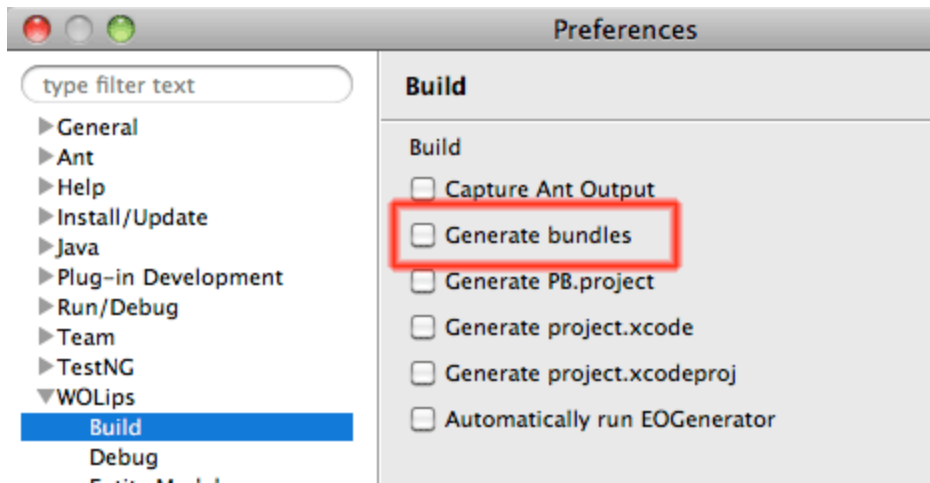 Preferences
type filter text
General
Ant
Help
Install/Update
Java
Plug-in Development
Run/Debug
Team
TestNG
WOLips
Build
Debug
Build
Build
Capture Ant Output
Generate bundles
Generate PB.project
Generate project.xcode
Generate project.xcodeproj
Automatically run EOGenerator